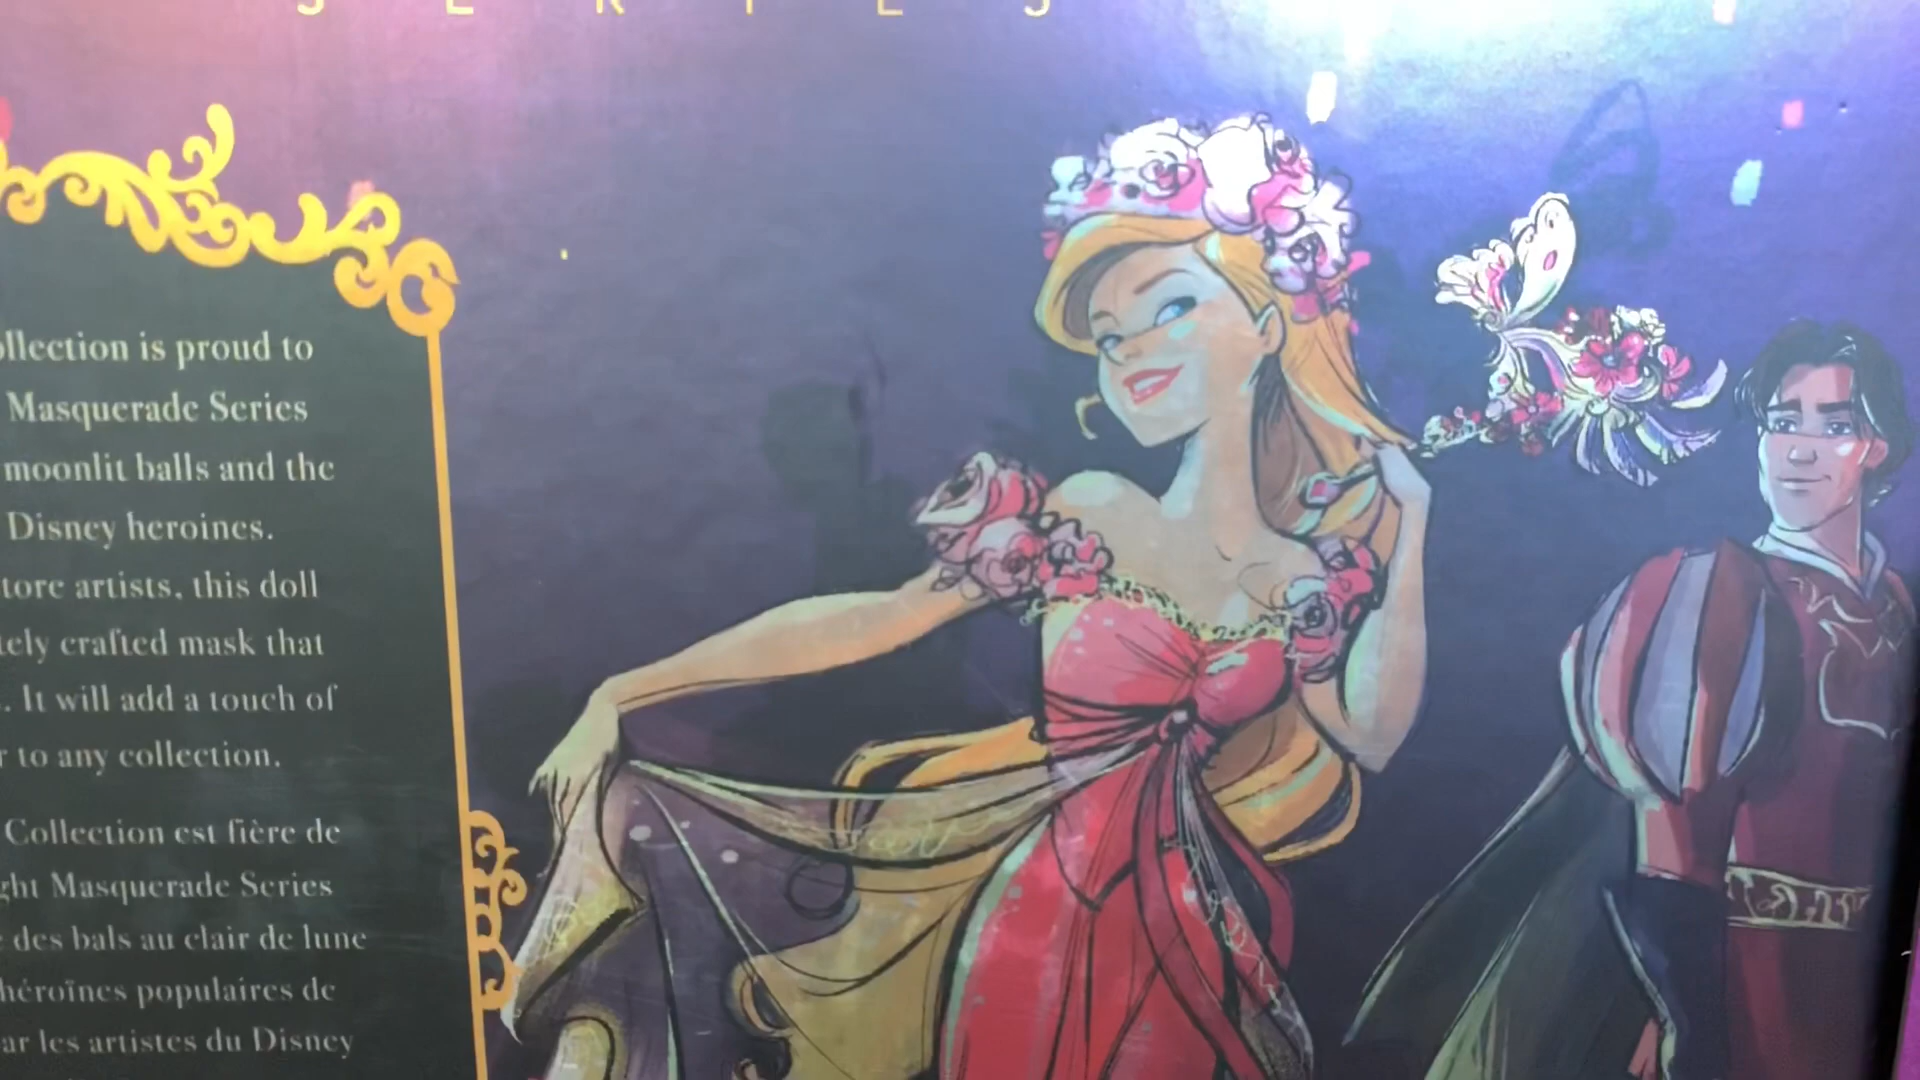 SERIES
ollection is proud to
Masquerade Series
moonlit balls and the
Disney heroines.
tore artists, this doll
tely crafted mask that
. It will add a touch of
r to any collection.
Collection est fière de
ght Masquerade Series
des bals au clair de lune
héroïnes populaires de
ar les artistes du Disney